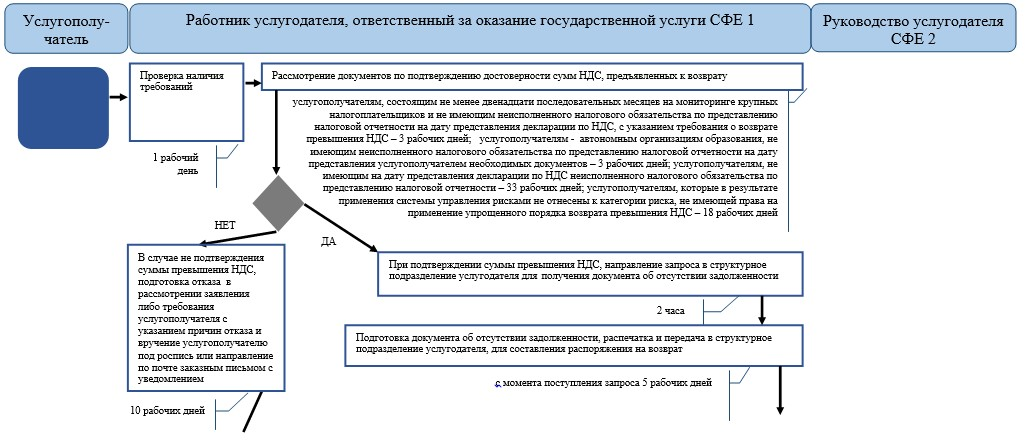 Услугополу-
чатель
Работник услугодателя, ответственный за оказание государственной услуги СФЕ 1
Руководство услугодателя
СФЕ 2
Проверка наличия
требований
1 рабочий
день
Рассмотрение документов по подтверждению достоверности сумм НДС, предъявленных к возврату
услугополучателям, состоящим не менее двенадцати последовательных месяцев на мониторинге крупных
налогоплательщиков и не имеющим неисполненного налогового обязательства по представлению
налоговой отчетности на дату представления декларации по НДС, с указанием требования о возврате
превышения НДС – 3 рабочих дней;   услугополучателям -  автономным организациям образования, не
имеющим неисполненного налогового обязательства по представлению налоговой отчетности на дату
представления услугополучателем необходимых документов – 3 рабочих дней; услугополучателям, не
имеющим на дату представления декларации по НДС неисполненного налогового обязательства по
представлению налоговой отчетности – 33 рабочих дней; услугополучателям, которые в результате
применения системы управления рисками не отнесены к категории риска, не имеющей права на
применение упрощенного порядка возврата превышения НДС – 18 рабочих дней
НЕТ
ДА
В случае не подтверждения
суммы превышения НДС,
подготовка отказа  в
рассмотрении заявления
либо требования
услугополучателя с
указанием причин отказа и
вручение услугополучателю
под роспись или направление
по почте заказным письмом с
уведомлением
10 рабочих дней
При подтверждении суммы превышения НДС, направление запроса в структурное
подразделение услугодателя для  получения документа об отсутствии задолженности
2 часа
Подготовка документа об отсутствии задолженности, распечатка и передача в структурное
подразделение услугодателя, для составления распоряжения на возврат
с момента поступления запроса 5 рабочих дней